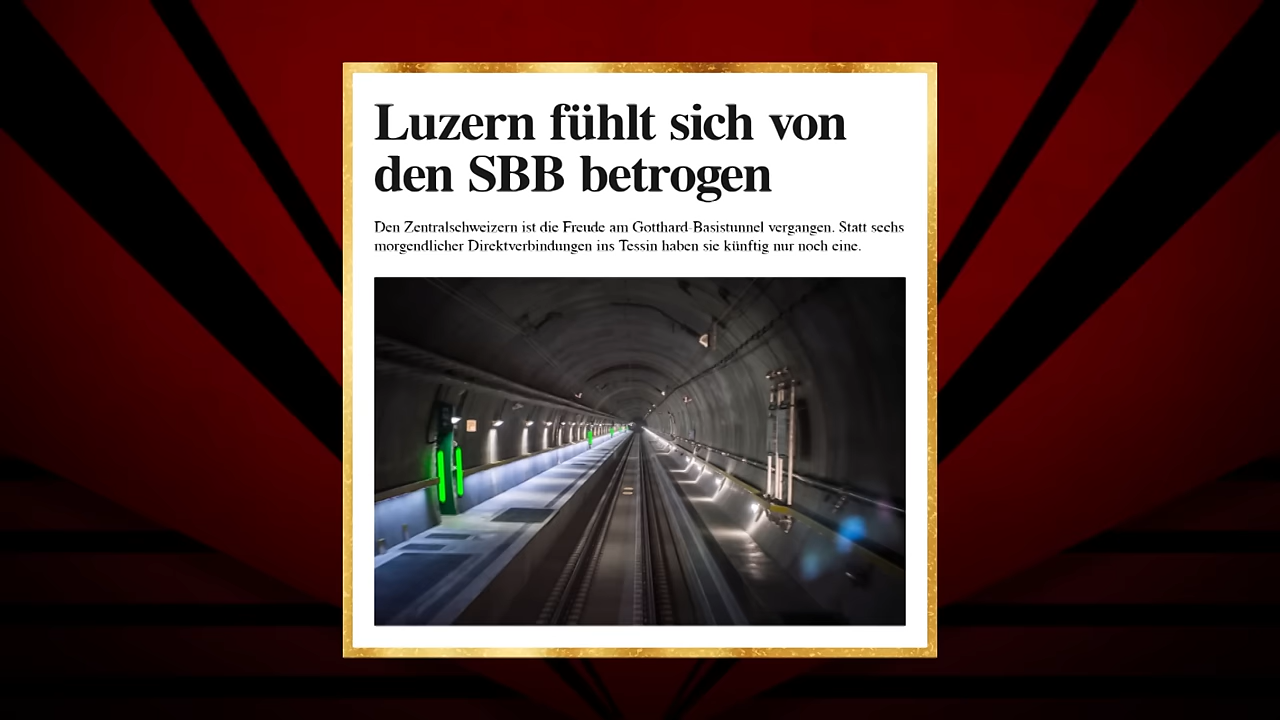 Luzern fühlt sich von
den SBB betrogen
Den Zentralschweizern ist die Freude am Gotthard-Basistunnel vergangen. Statt sechs
morgendlicher Direktverbindungen ins Tessin haben sie künftig nur noch eine.